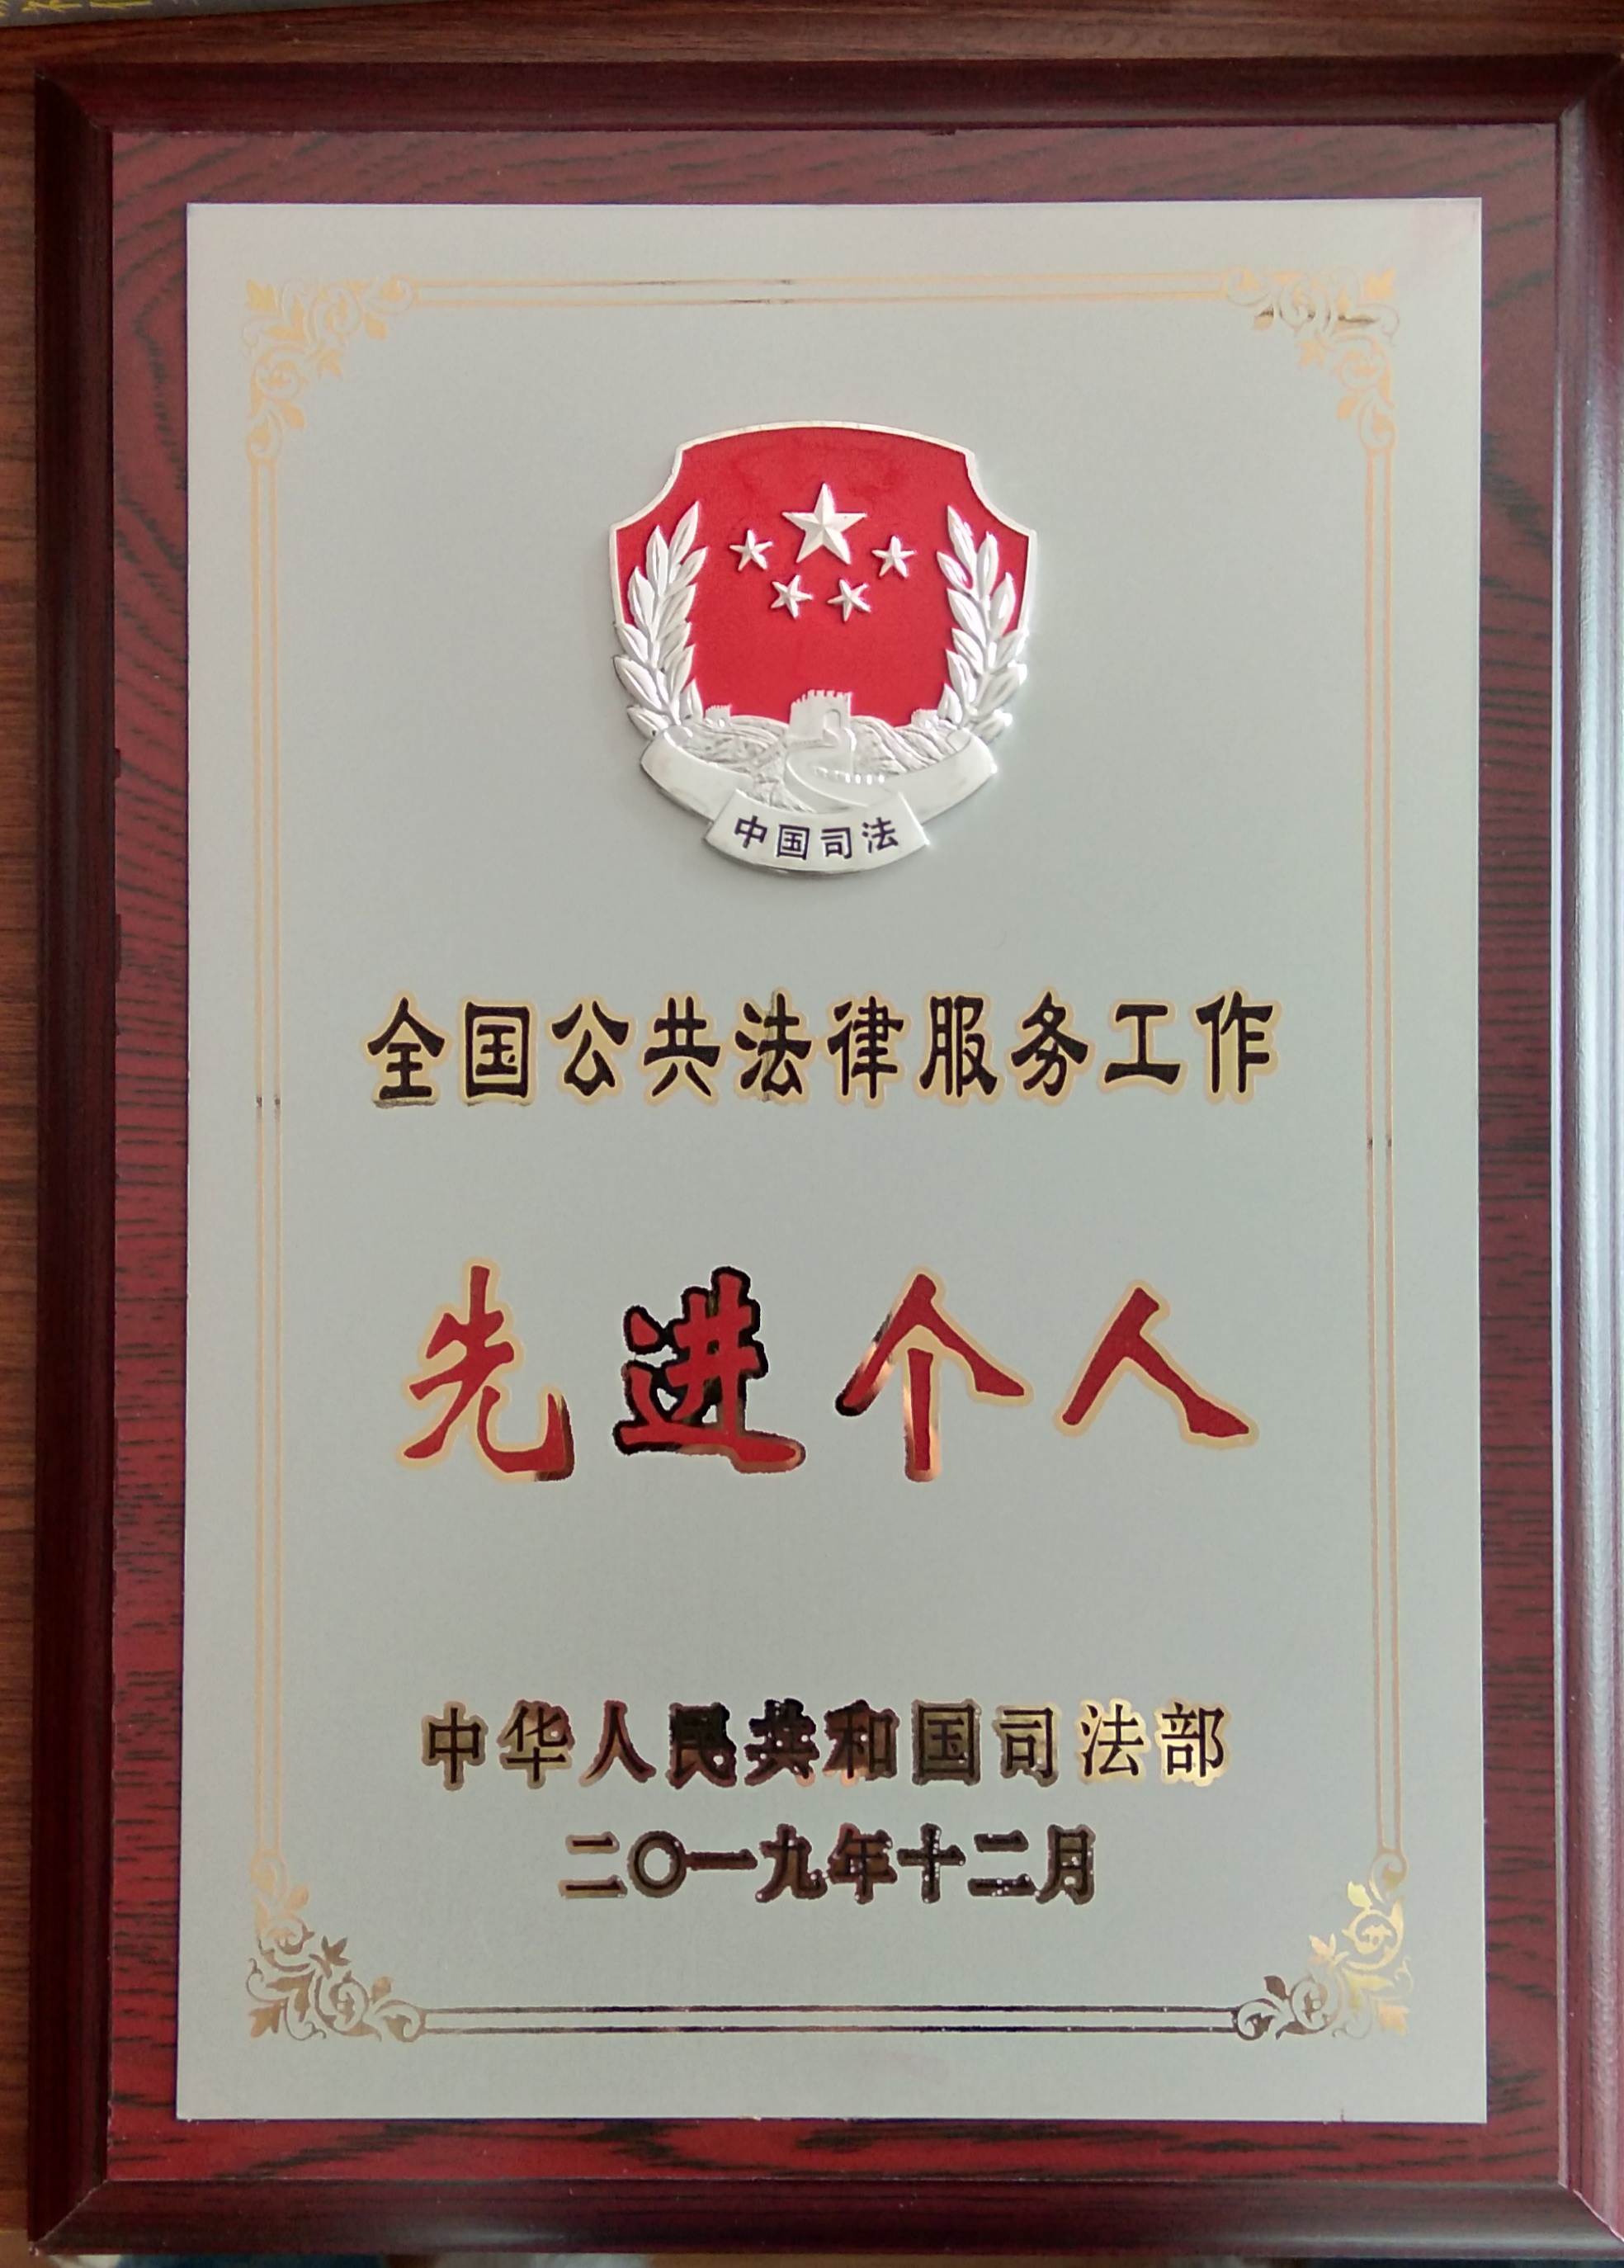 中国司法
全国公共法律服务工作
先进个人
中华人民共和国司法部
二〇一九年十二月